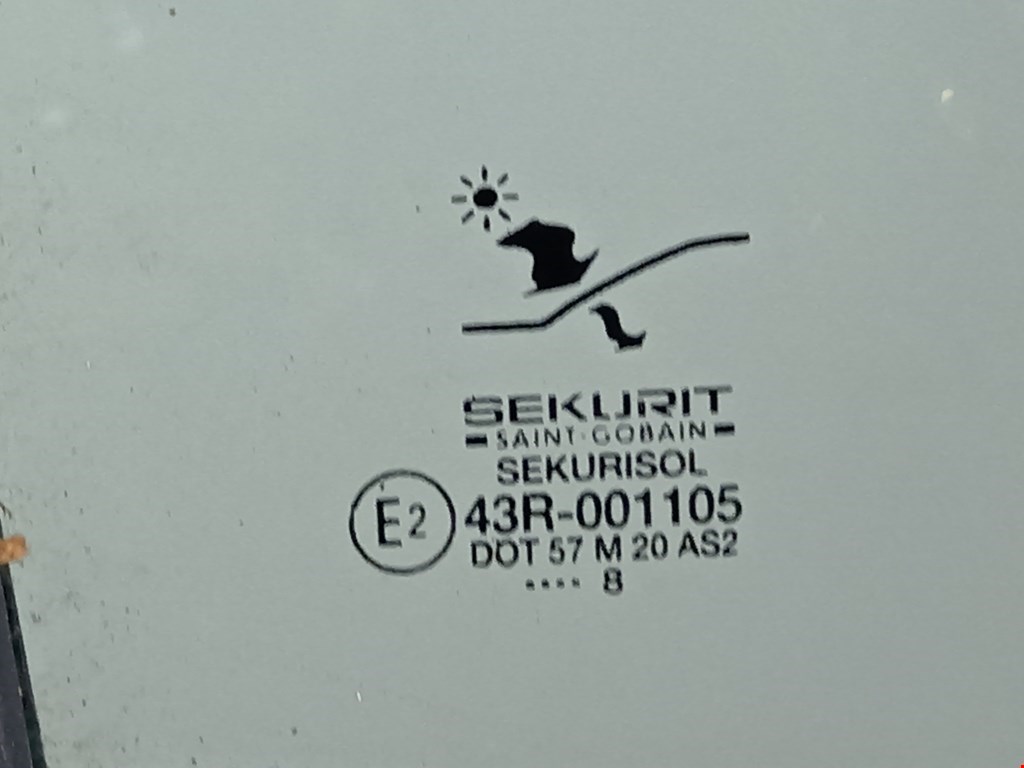 SEKURIT
SAINT-GOBAIN
SEKURISOL
E2 43R-001105
DOT 57 M 20 AS2
.... 8